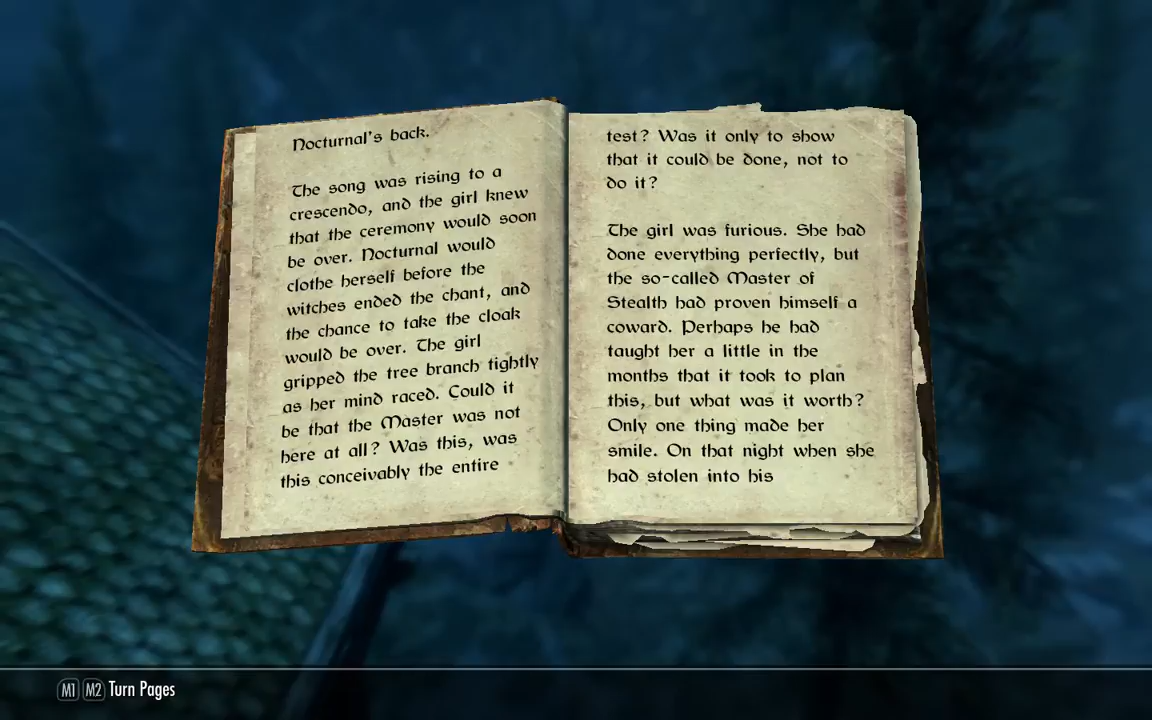 Nocturnal's back.
The song was rising to a
crescendo, and the girl knew
that the ceremony would soon
be over. Nocturnal would
clothe herself before the
witches ended the chant, and
the chance to take the cloak
would be over. The girl
gripped the tree branch tightly
as her mind raced. Could it
be that the Master was not
here at all? Was this, was
this conceivably the entire
test? Was it only to show
that it could be done, not to
do it?
The girl was furious. She had
done everything perfectly, but
the so-called Master of
Stealth had proven himself a
coward. Perhaps he had
taught her a little in the
months that it took to plan
this, but what was it worth?
Only one thing made her
smile. On that night when she
had stolen into his
M1 M2 Turn Pages